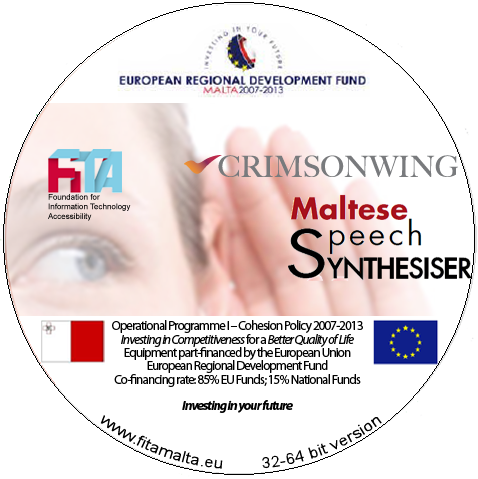 INVESTING IN YOUR FUTURE
EUROPEAN REGIONAL DEVELOPMENT FUND
MALTA 2007-2013
FITA
Foundation for
Information Technology
Accessibility
CRIMSONWING
Maltese
Speech
SYNTHESISER
Operational Programme I – Cohesion Policy 2007-2013
Investing in Competitiveness for a Better Quality of Life
Equipment part-financed by the European Union
European Regional Development Fund
Co-financing rate: 85% EU Funds; 15% National Funds
Investing in your future
www.fitamalta.eu
32-64 bit version